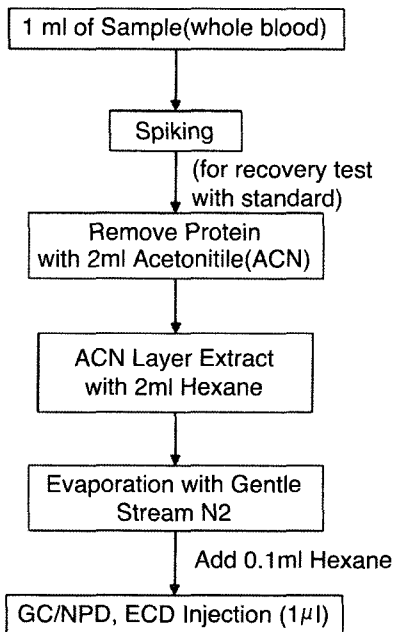 1 ml of Sample(whole blood)
Spiking
(for recovery test
with standard)
Remove Protein
with 2ml Acetonitile(ACN)
ACN Layer Extract
with 2ml Hexane
Evaporation with Gentle
Stream N2
Add 0.1ml Hexane
GC/NPD, ECD Injection (1μl)